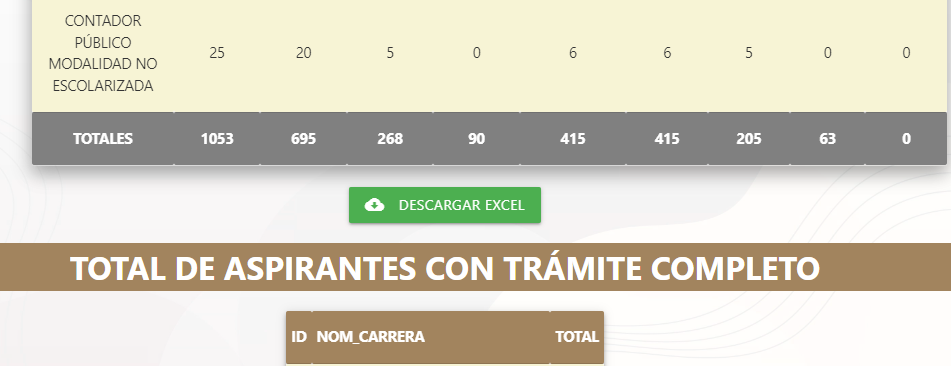 CONTADOR
PÚBLICO
MODALIDAD NO
ESCOLARIZADA
25 20 5 0 6 6 5 0 0
TOTALES 1053 695 268 90 415 415 205 63 0
DESCARGAR EXCEL
TOTAL DE ASPIRANTES CON TRÁMITE COMPLETO
ID NOM_CARRERA TOTAL